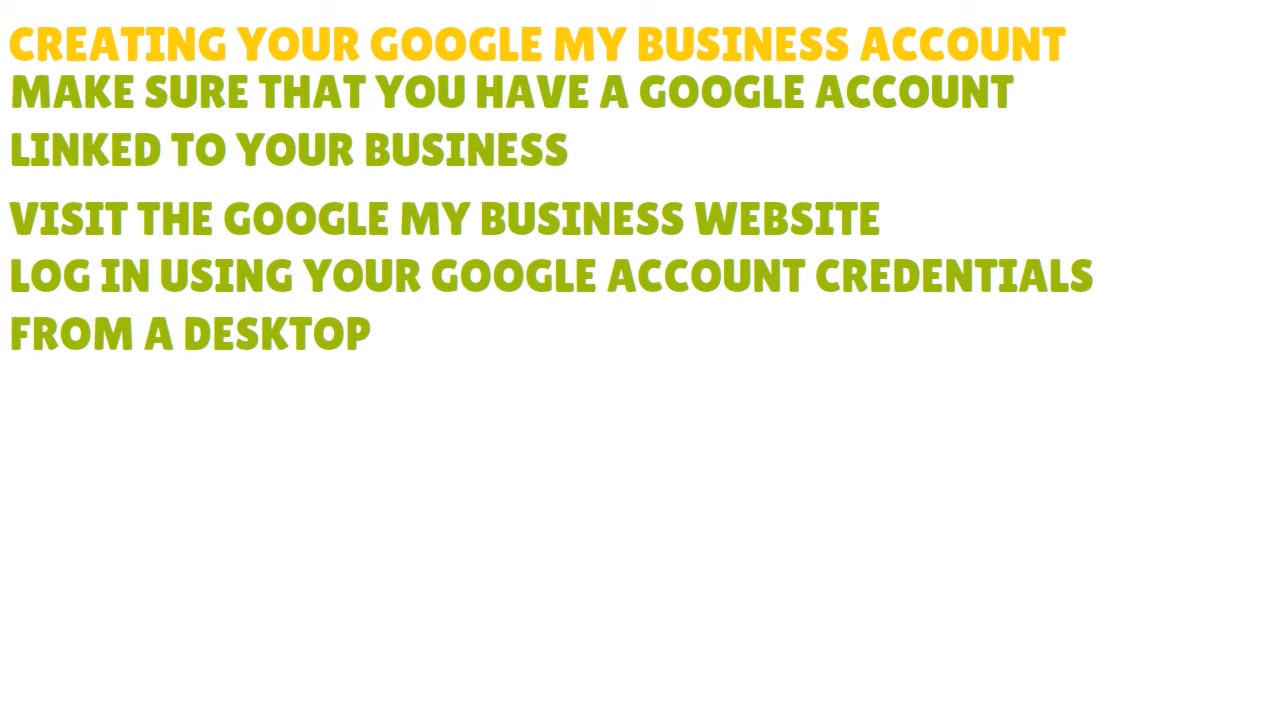 CREATING YOUR GOOGLE MY BUSINESS ACCOUNT
MAKE SURE THAT YOU HAVE A GOOGLE ACCOUNT
LINKED TO YOUR BUSINESS
VISIT THE GOOGLE MY BUSINESS WEBSITE
LOG IN USING YOUR GOOGLE ACCOUNT CREDENTIALS
FROM A DESKTOP